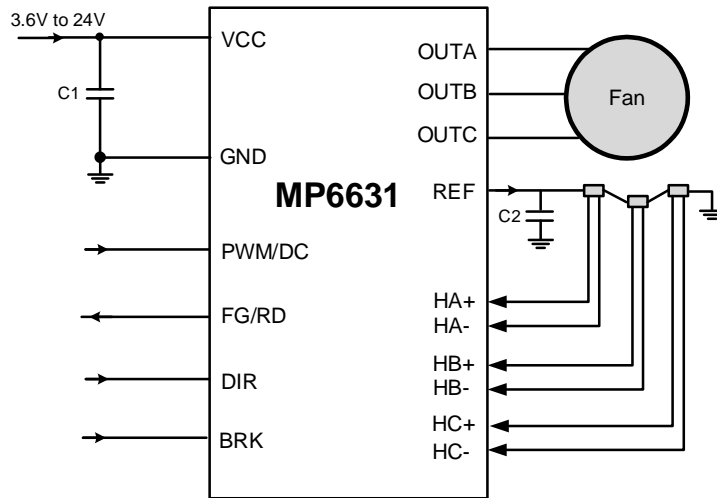 3.6V to 24V
VCC
C1
GND
MP6631
PWM/DC
FG/RD
DIR
BRK
OUTA
OUTB
OUTC
Fan
REF
C2
HA+
HA-
HB+
HB-
HC+
HC-